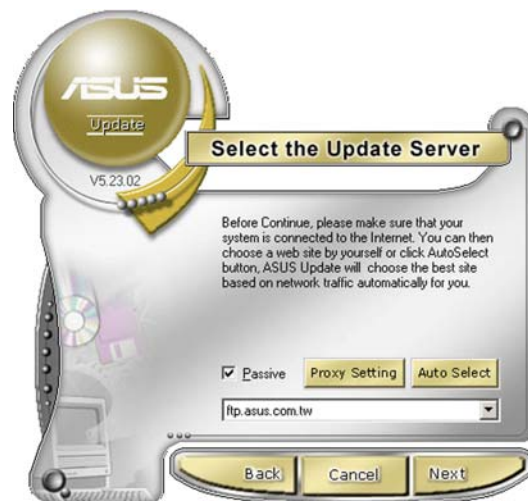 ASUS
Update
V5.23.02
Select the Update Server
Before Continue, please make sure that your
system is connected to the Internet. You can then
choose a web site by yourself or click AutoSelect
button, ASUS Update will choose the best site
based on network traffic automatically for you.
Passive Proxy Setting Auto Select
ftp.asus.com.tw
Back Cancel Next